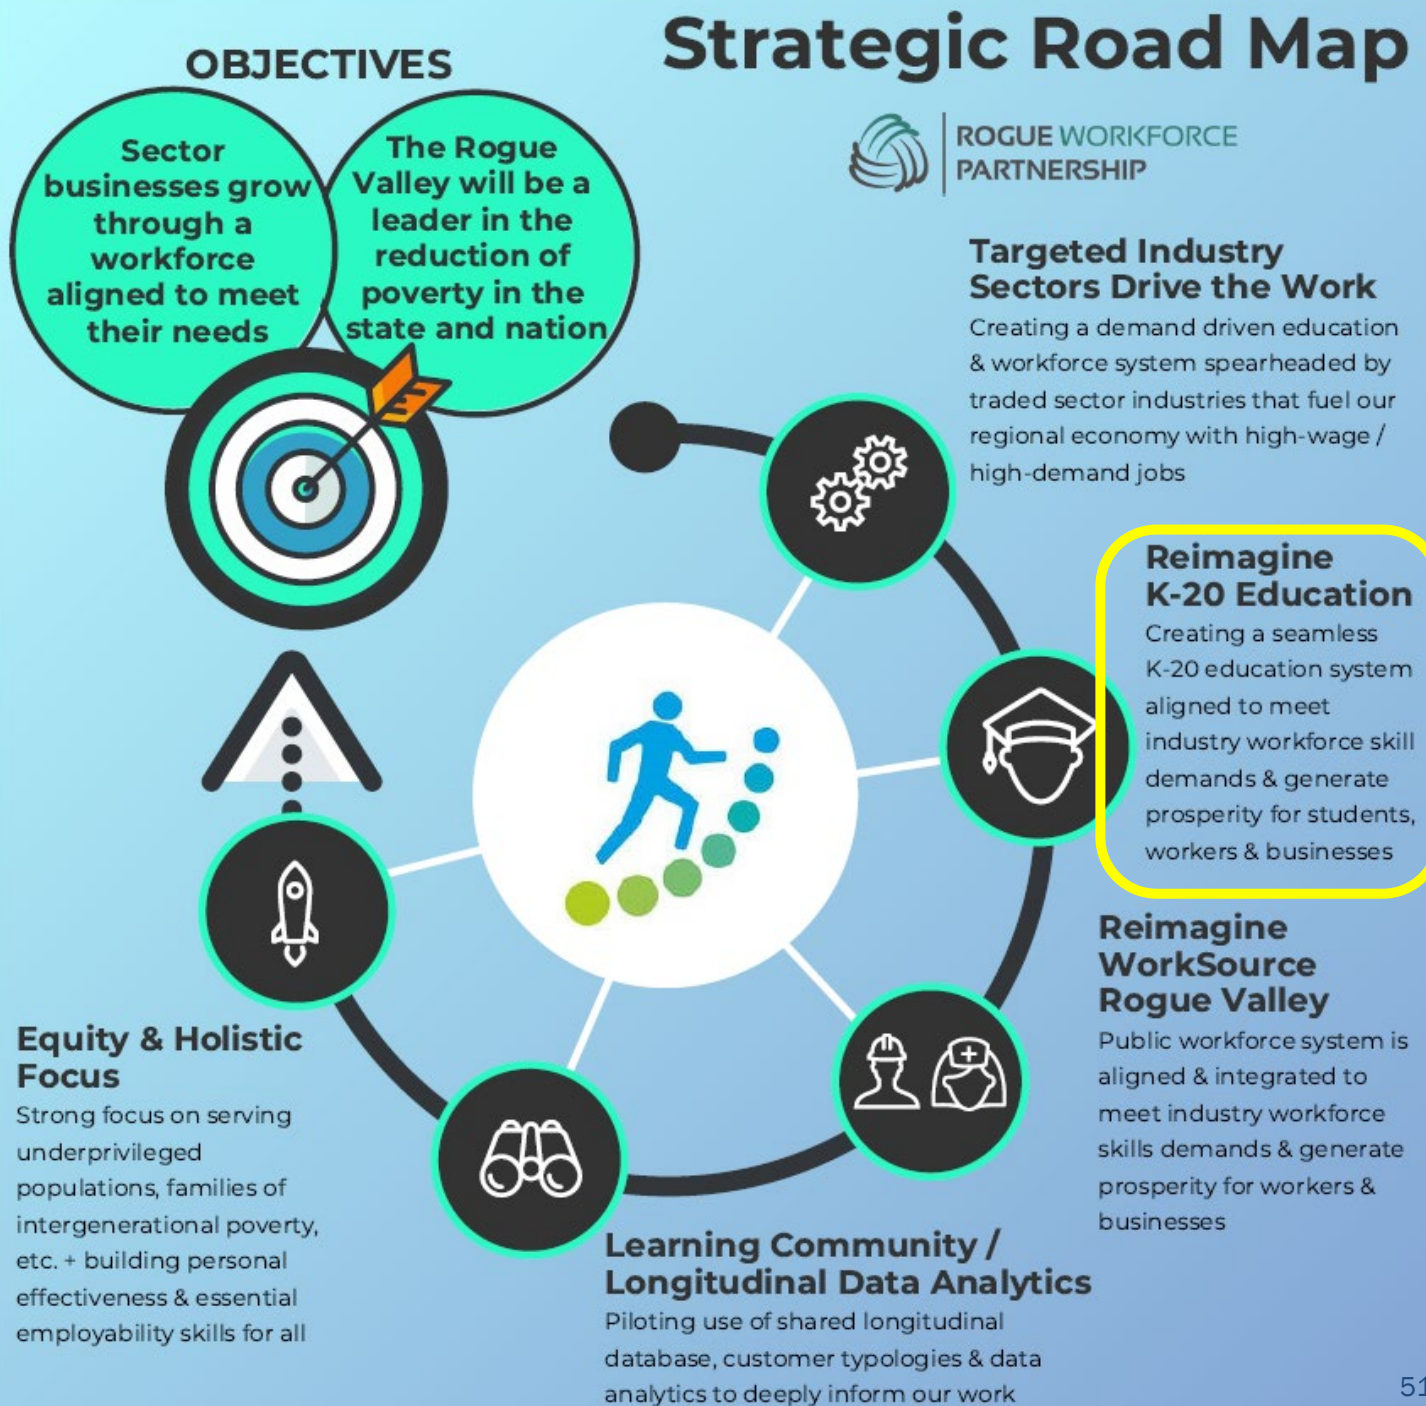 Strategic Road Map
ROGUE WORKFORCE
PARTNERSHIP
OBJECTIVES
Sector
businesses grow
through a
workforce
aligned to meet
their needs
The Rogue
Valley will be a
leader in the
reduction of
poverty in the
state and nation
Targeted Industry
Sectors Drive the Work
Creating a demand driven education
& workforce system spearheaded by
traded sector industries that fuel our
regional economy with high-wage /
high-demand jobs
Reimagine
K-20 Education
Creating a seamless
K-20 education system
aligned to meet
industry workforce skill
demands & generate
prosperity for students,
workers & businesses
Reimagine
WorkSource
Rogue Valley
Public workforce system is
aligned & integrated to
meet industry workforce
skills demands & generate
prosperity for workers &
businesses
Learning Community /
Longitudinal Data Analytics
Piloting use of shared longitudinal
database, customer typologies & data
analytics to deeply inform our work
Equity & Holistic
Focus
Strong focus on serving
underprivileged
populations, families of
intergenerational poverty,
etc. + building personal
effectiveness & essential
employability skills for all
51